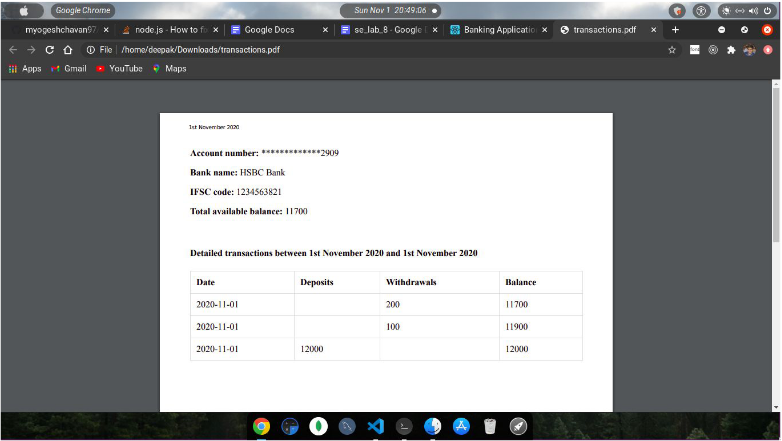 Google Chrome
Sun Nov 1 20:49:06
myogeshchavan97
node.js - How to fi
Google Docs
se_lab_8 - Google D
Banking Application
transactions.pdf
File /home/deepak/Downloads/transactions.pdf
Apps Gmail YouTube Maps
1st November 2020
Account number: *************2909
Bank name: HSBC Bank
IFSC code: 1234563821
Total available balance: 11700
Detailed transactions between 1st November 2020 and 1st November 2020
Date Deposits Withdrawals Balance
2020-11-01 200 11700
2020-11-01 100 11900
2020-11-01 12000 12000